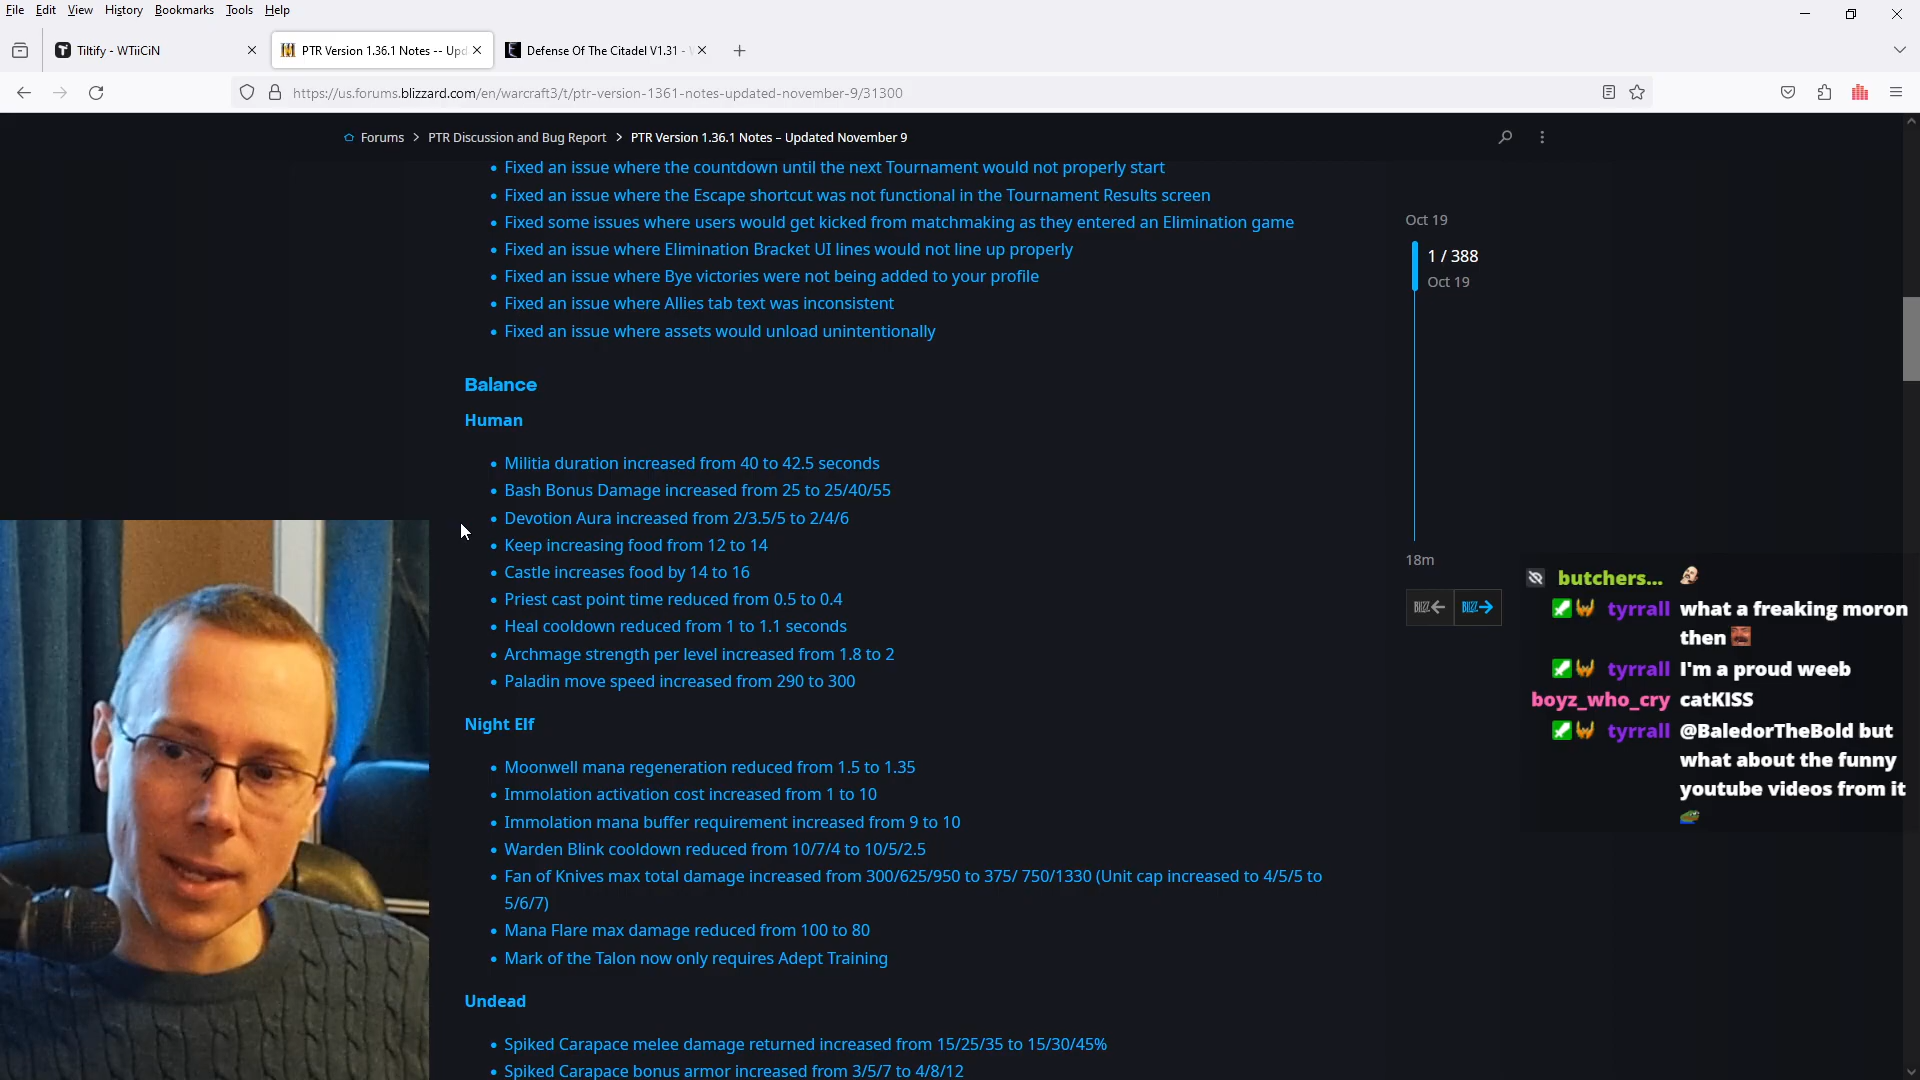 File Edit View History Bookmarks Tools Help
Tiltify - WTiiCiN
PTR Version 1.36.1 Notes -- Upd
Defense Of The Citadel V1.31 -
https://us.forums.blizzard.com/en/warcraft3/t/ptr-version-1361-notes-updated-november-9/31300
Forums > PTR Discussion and Bug Report > PTR Version 1.36.1 Notes – Updated November 9
• Fixed an issue where the countdown until the next Tournament would not properly start
• Fixed an issue where the Escape shortcut was not functional in the Tournament Results screen
• Fixed some issues where users would get kicked from matchmaking as they entered an Elimination game
• Fixed an issue where Elimination Bracket UI lines would not line up properly
• Fixed an issue where Bye victories were not being added to your profile
• Fixed an issue where Allies tab text was inconsistent
• Fixed an issue where assets would unload unintentionally
Balance
Human
• Militia duration increased from 40 to 42.5 seconds
• Bash Bonus Damage increased from 25 to 25/40/55
• Devotion Aura increased from 2/3.5/5 to 2/4/6
• Keep increasing food from 12 to 14
• Castle increases food by 14 to 16
• Priest cast point time reduced from 0.5 to 0.4
• Heal cooldown reduced from 1 to 1.1 seconds
• Archmage strength per level increased from 1.8 to 2
• Paladin move speed increased from 290 to 300
Night Elf
• Moonwell mana regeneration reduced from 1.5 to 1.35
• Immolation activation cost increased from 1 to 10
• Immolation mana buffer requirement increased from 9 to 10
• Warden Blink cooldown reduced from 10/7/4 to 10/5/2.5
• Fan of Knives max total damage increased from 300/625/950 to 375/ 750/1330 (Unit cap increased to 4/5/5 to
5/6/7)
• Mana Flare max damage reduced from 100 to 80
• Mark of the Talon now only requires Adept Training
Undead
• Spiked Carapace melee damage returned increased from 15/25/35 to 15/30/45%
• Spiked Carapace bonus armor increased from 3/5/7 to 4/8/12
Oct 19
1 / 388
Oct 19
18m
BLIZZ
BLIZZ
butchers...
tyrrall what a freaking moron
then
tyrrall I'm a proud weeb
boyz_who_cry catKISS
tyrrall @BaledorTheBold but
what about the funny
youtube videos from it